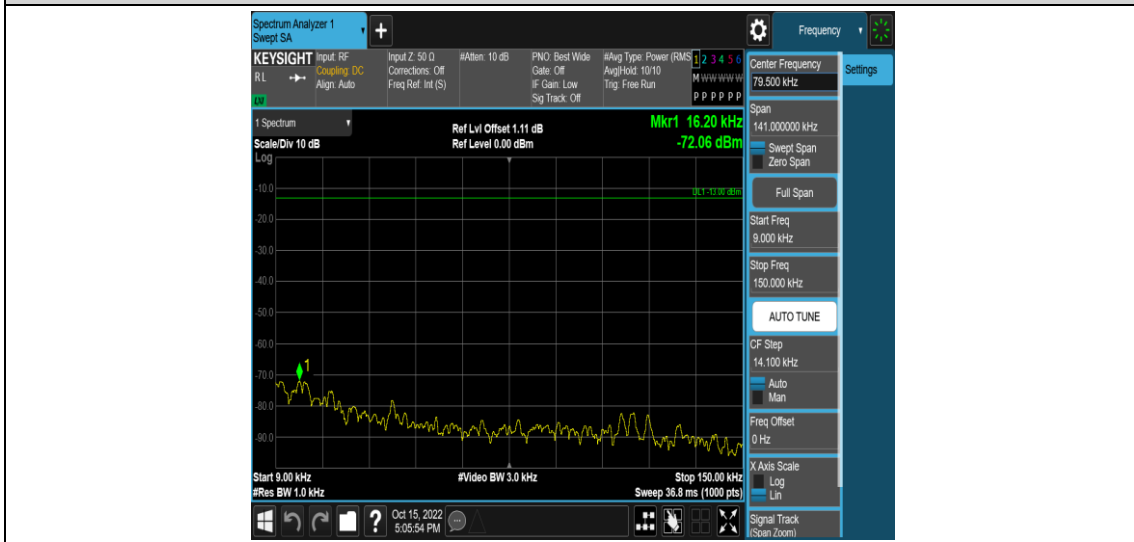 Spectrum Analyzer 1
Swept SA
+
Frequency
KEYSIGHT
RL
Input: RF
Coupling: DC
Align: Auto
Input Z: 50 Ω
Corrections: Off
Freq Ref: Int (S)
#Atten: 10 dB
PNO: Best Wide
Gate: Off
IF Gain: Low
Sig Track: Off
#Avg Type: Power (RMS
Avg|Hold: 10/10
Trig: Free Run
1 2 3 4 5 6
M W W W W W
P P P P P P
1 Spectrum
Scale/Div 10 dB
Log
Ref Lvl Offset 1.11 dB
Ref Level 0.00 dBm
Mkr1 16.20 kHz
-72.06 dBm
DL1 -13.00 dBm
-10.0
-20.0
-30.0
-40.0
-50.0
-60.0
-70.0
-80.0
-90.0
1
Start 9.00 kHz
#Res BW 1.0 kHz
#Video BW 3.0 kHz
Stop 150.00 kHz
Sweep 36.8 ms (1000 pts)
?
Oct 15, 2022
5:05:54 PM
Center Frequency
79.500 kHz
Settings
Span
141.000000 kHz
Swept Span
Zero Span
Full Span
Start Freq
9.000 kHz
Stop Freq
150.000 kHz
AUTO TUNE
CF Step
14.100 kHz
Auto
Man
Freq Offset
0 Hz
X Axis Scale
Log
Lin
Signal Track
(Span Zoom)